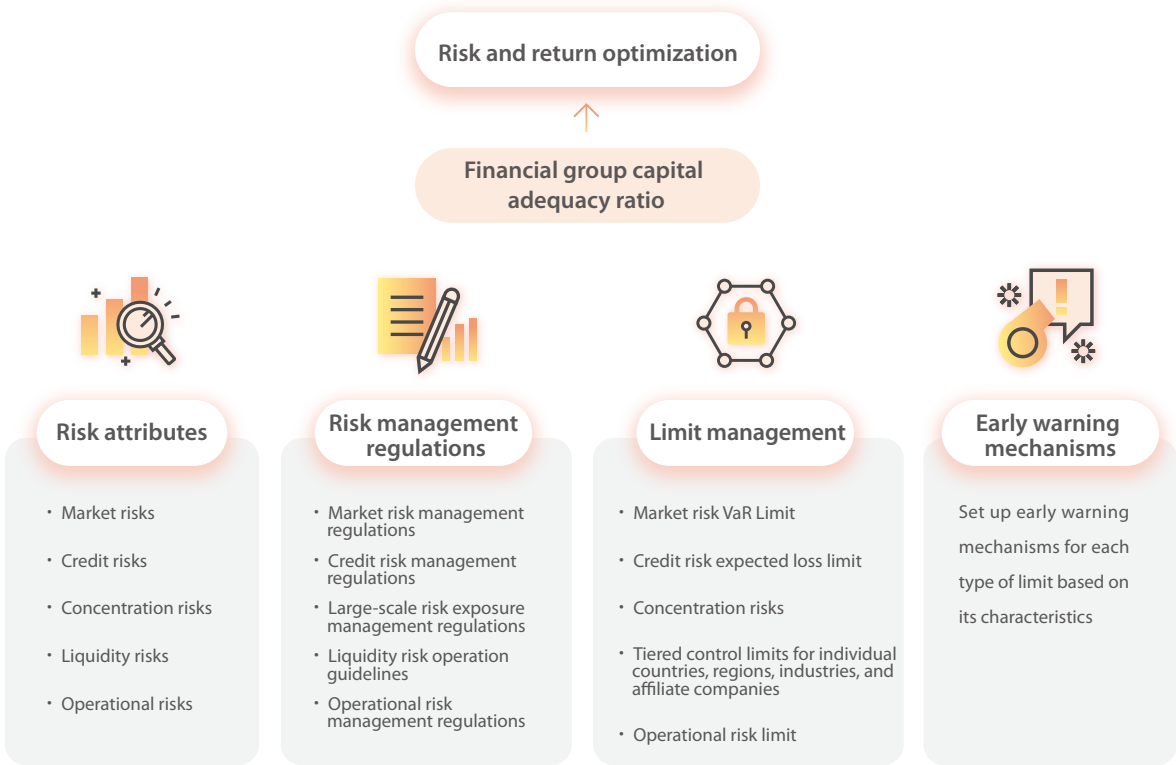 Risk and return optimization
Financial group capital
adequacy ratio
Risk attributes
• Market risks
• Credit risks
• Concentration risks
• Liquidity risks
• Operational risks
Risk management
regulations
• Market risk management
regulations
• Credit risk management
regulations
• Large-scale risk exposure
management regulations
• Liquidity risk operation
guidelines
• Operational risk
management regulations
Limit management
• Market risk VaR Limit
• Credit risk expected loss limit
• Concentration risks
• Tiered control limits for individual
countries, regions, industries, and
affiliate companies
• Operational risk limit
Early warning
mechanisms
Set up early warning
mechanisms for each
type of limit based on
its characteristics